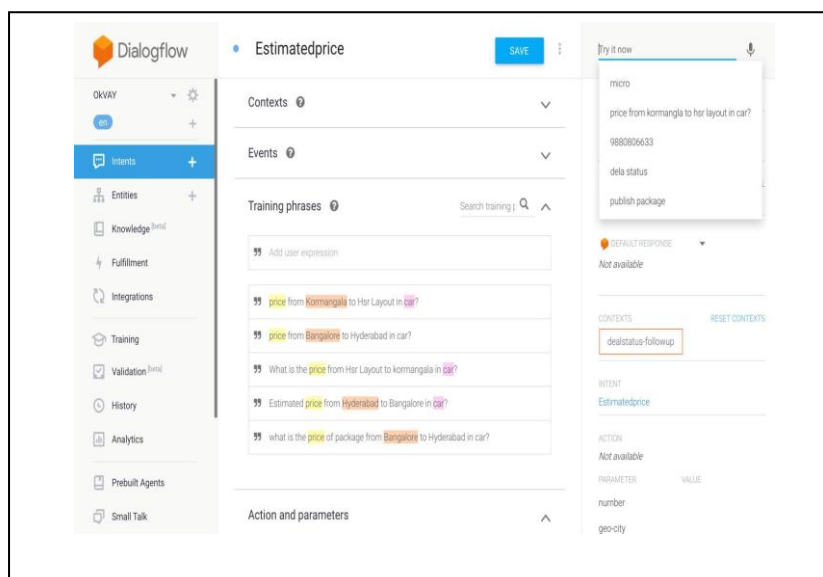 Dialogflow
OkVAY
en
Intents
Entities
Knowledge [beta]
Fulfillment
Integrations
Training
Validation [beta]
History
Analytics
Prebuilt Agents
Small Talk
Estimatedprice
SAVE
Contexts
Events
Training phrases
Search training p
Add user expression
price from Kormangala to Hsr Layout in car?
price from Bangalore to Hyderabad in car?
What is the price from Hsr Layout to kormangala in car?
Estimated price from Hyderabad to Bangalore in car?
what is the price of package from Bangalore to Hyderabad in car?
Action and parameters
Try it now
micro
price from kormangla to hsr layout in car?
9880806633
dela status
publish package
DEFAULT RESPONSE
Not available
CONTEXTS
RESET CONTEXTS
dealstatus-followup
INTENT
Estimatedprice
ACTION
Not available
PARAMETER VALUE
number
geo-city